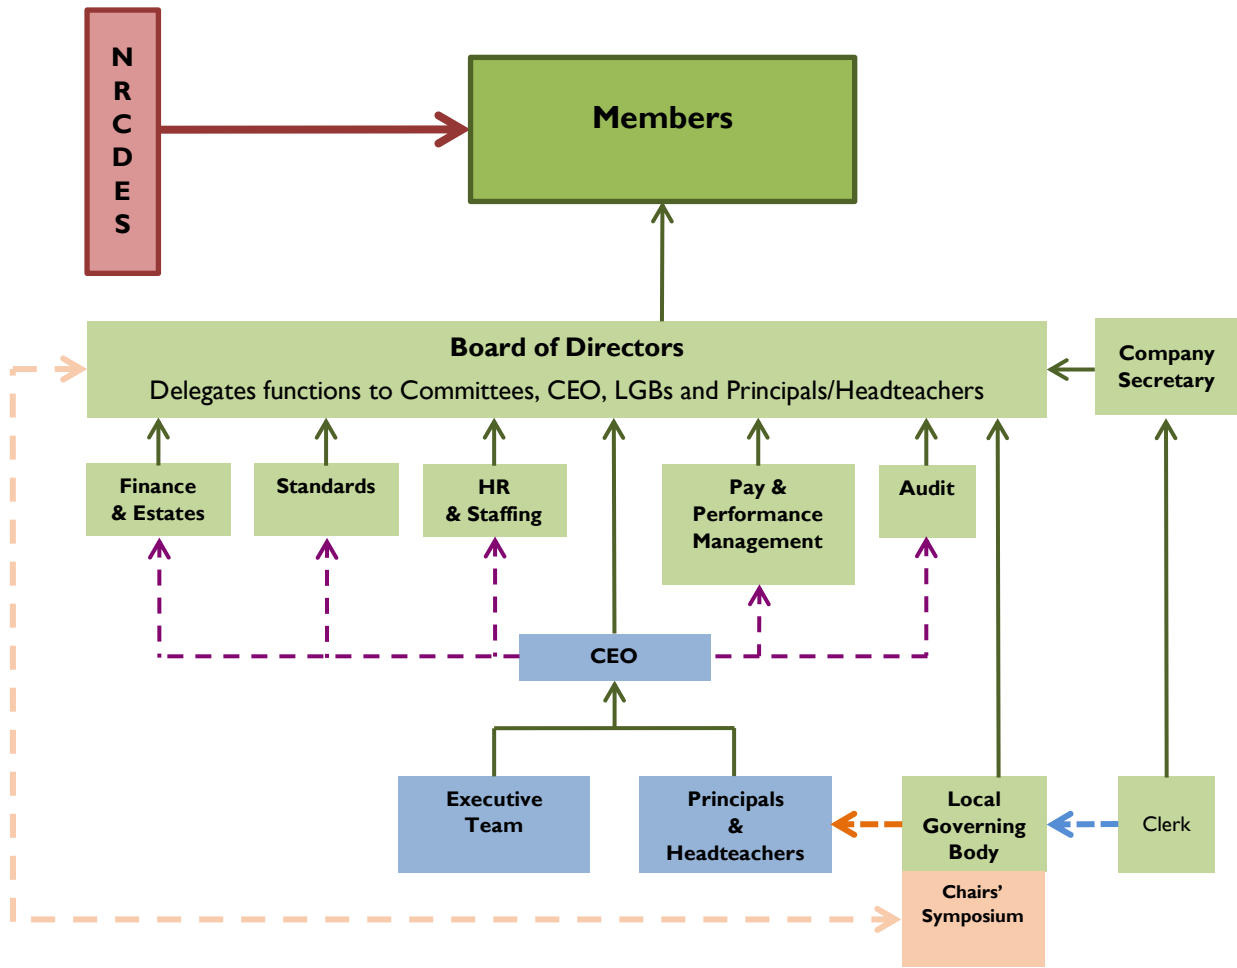 N
R
C
D
E
S
Members
Board of Directors
Delegates functions to Committees, CEO, LGBs and Principals/Headteachers
Company
Secretary
Finance
& Estates
Standards
HR
& Staffing
Pay &
Performance
Management
Audit
CEO
Executive
Team
Principals
&
Headteachers
Local
Governing
Body
Clerk
Chairs’
Symposium